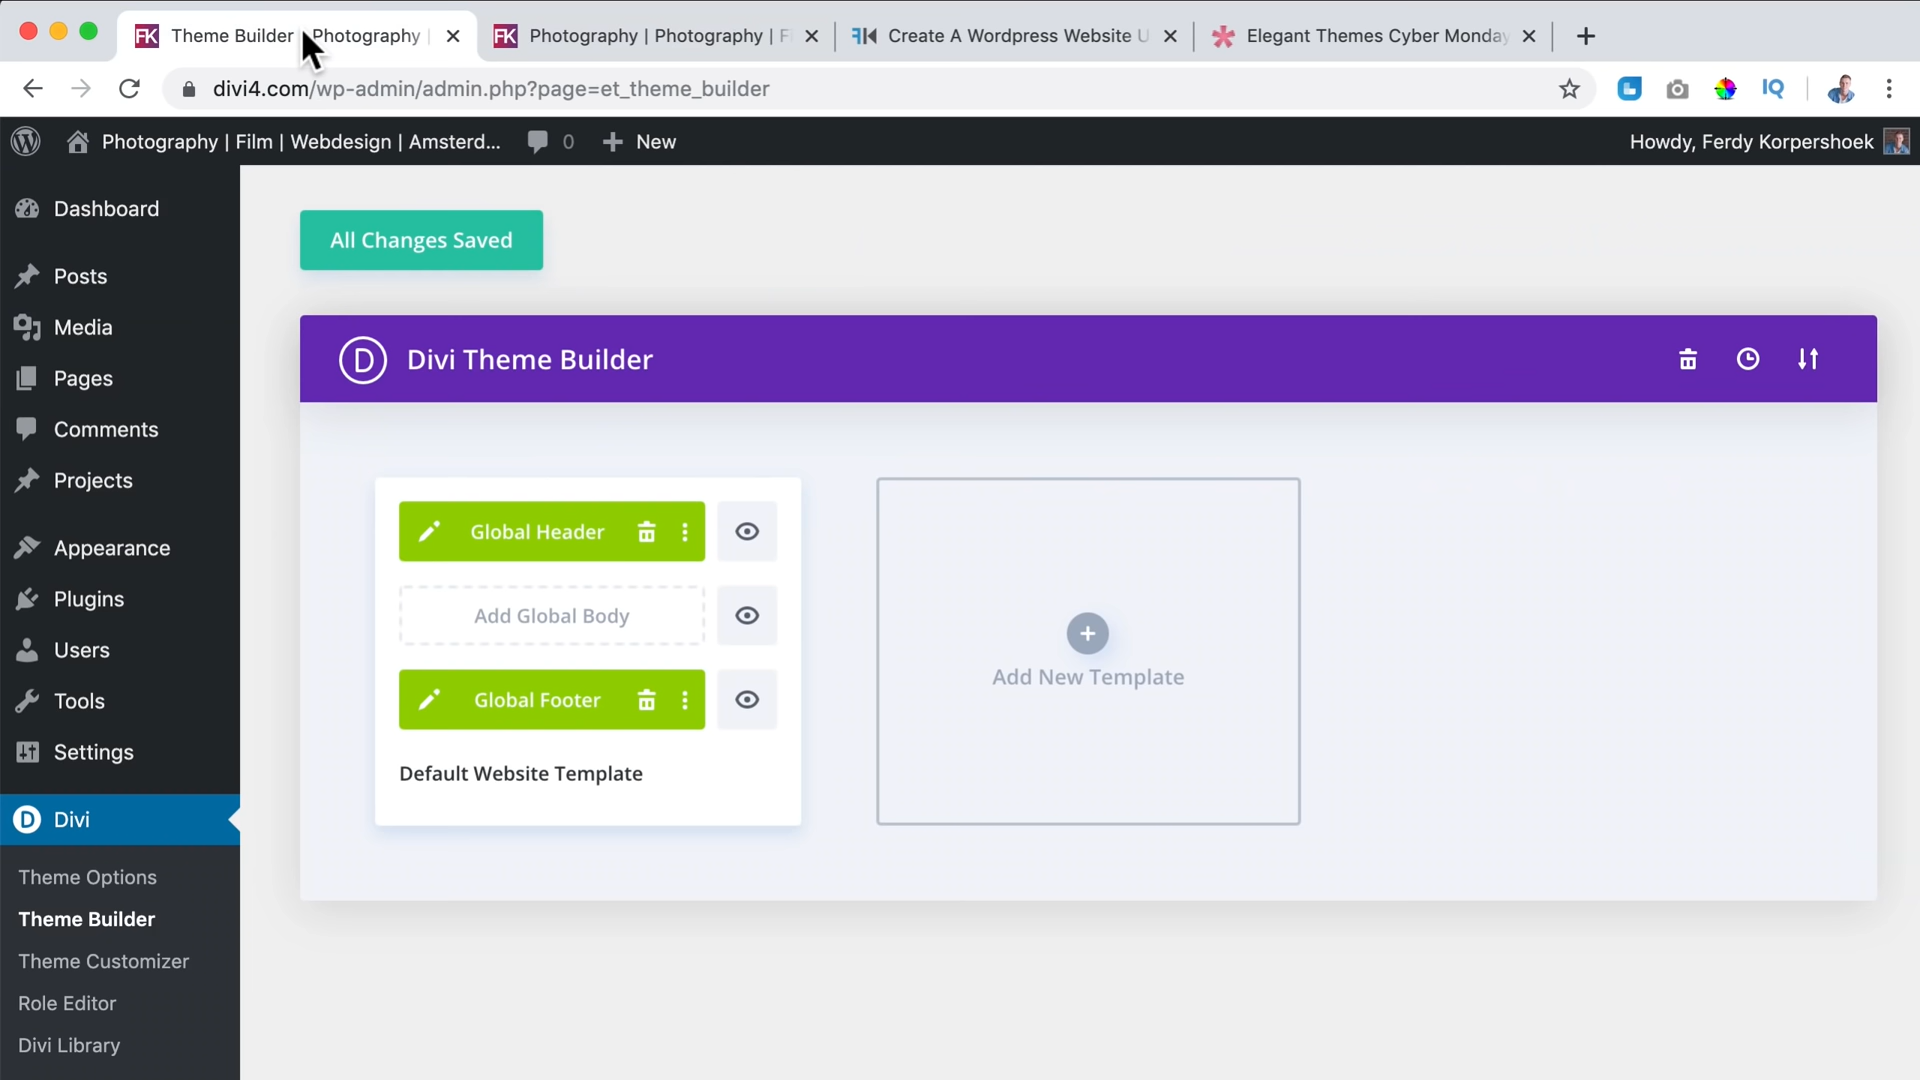 FK Theme Builder Photography
FK Photography | Photography | F
Create A Wordpress Website U
Elegant Themes Cyber Monday
divi4.com/wp-admin/admin.php?page=et_theme_builder
IQ
Photography | Film | Webdesign | Amsterd...
0
New
Howdy, Ferdy Korpershoek
Dashboard
Posts
Media
Pages
Comments
Projects
Appearance
Plugins
Users
Tools
Settings
Divi
Theme Options
Theme Builder
Theme Customizer
Role Editor
Divi Library
All Changes Saved
D Divi Theme Builder
Global Header
Add Global Body
Global Footer
Default Website Template
Add New Template